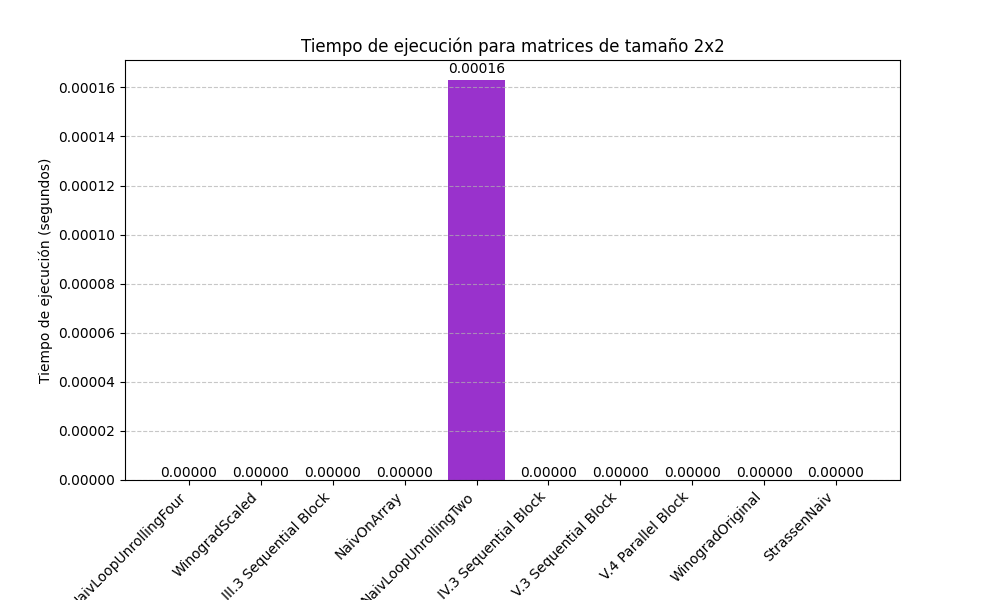 Tiempo de ejecución para matrices de tamaño 2x2
Tiempo de ejecución (segundos)
0.00016
0.00014
0.00012
0.00010
0.00008
0.00006
0.00004
0.00002
0.00000
0.00000 0.00000 0.00000 0.00000 0.00016 0.00000 0.00000 0.00000 0.00000 0.00000
aivLoopUnrollingFour
WinogradScaled
III.3 Sequential Block
NaivOnArray
NaivLoopUnrollingTwo
IV.3 Sequential Block
V.3 Sequential Block
V.4 Parallel Block
WinogradOriginal
StrassenNaiv